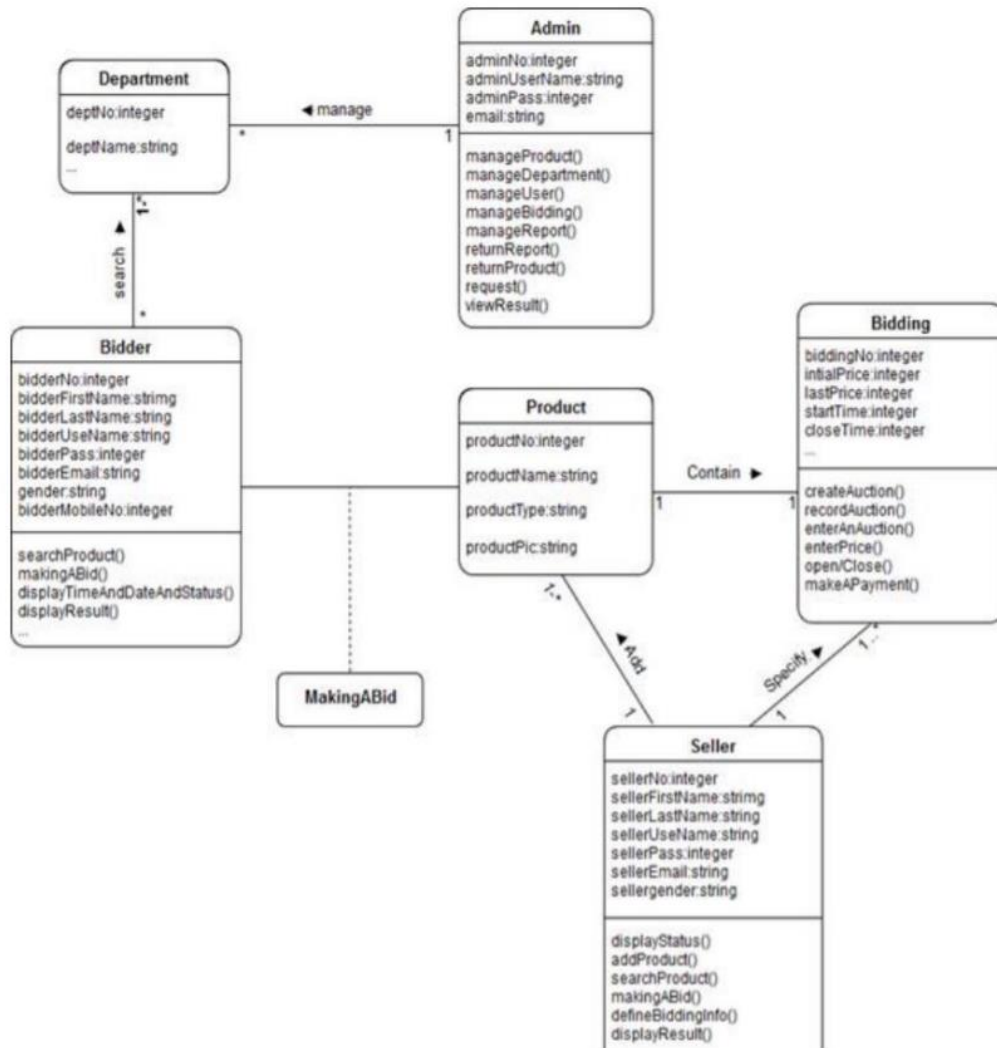 Admin
adminNo:integer
adminUserName:string
adminPass:integer
email:string
manageProduct()
manageDepartment()
manageUser()
manageBidding()
manageReport()
returnReport()
returnProduct()
request()
viewResult()
Department
deptNo:integer
deptName:string
...
◄ manage
*
1
1..*
search ►
*
Bidder
bidderNo:integer
bidderFirstName:strimg
bidderLastName:string
bidderUseName:string
bidderPass:integer
bidderEmail:string
gender:string
bidderMobileNo:integer
searchProduct()
makingABid()
displayTimeAndDateAndStatus()
displayResult()
...
Product
productNo:integer
productName:string
productType:string
productPic:string
Contain ►
1
1
Bidding
biddingNo:integer
intialPrice:integer
lastPrice:integer
startTime:integer
closeTime:integer
...
createAuction()
recordAuction()
enterAnAuction()
enterPrice()
open/Close()
makeAPayment()
MakingABid
1..*
◄ Add
1
1..*
Specify ►
1
Seller
sellerNo:integer
sellerFirstName:strimg
sellerLastName:string
sellerUseName:string
sellerPass:integer
sellerEmail:string
sellergender:string
displayStatus()
addProduct()
searchProduct()
makingABid()
defineBiddingInfo()
displayResult()